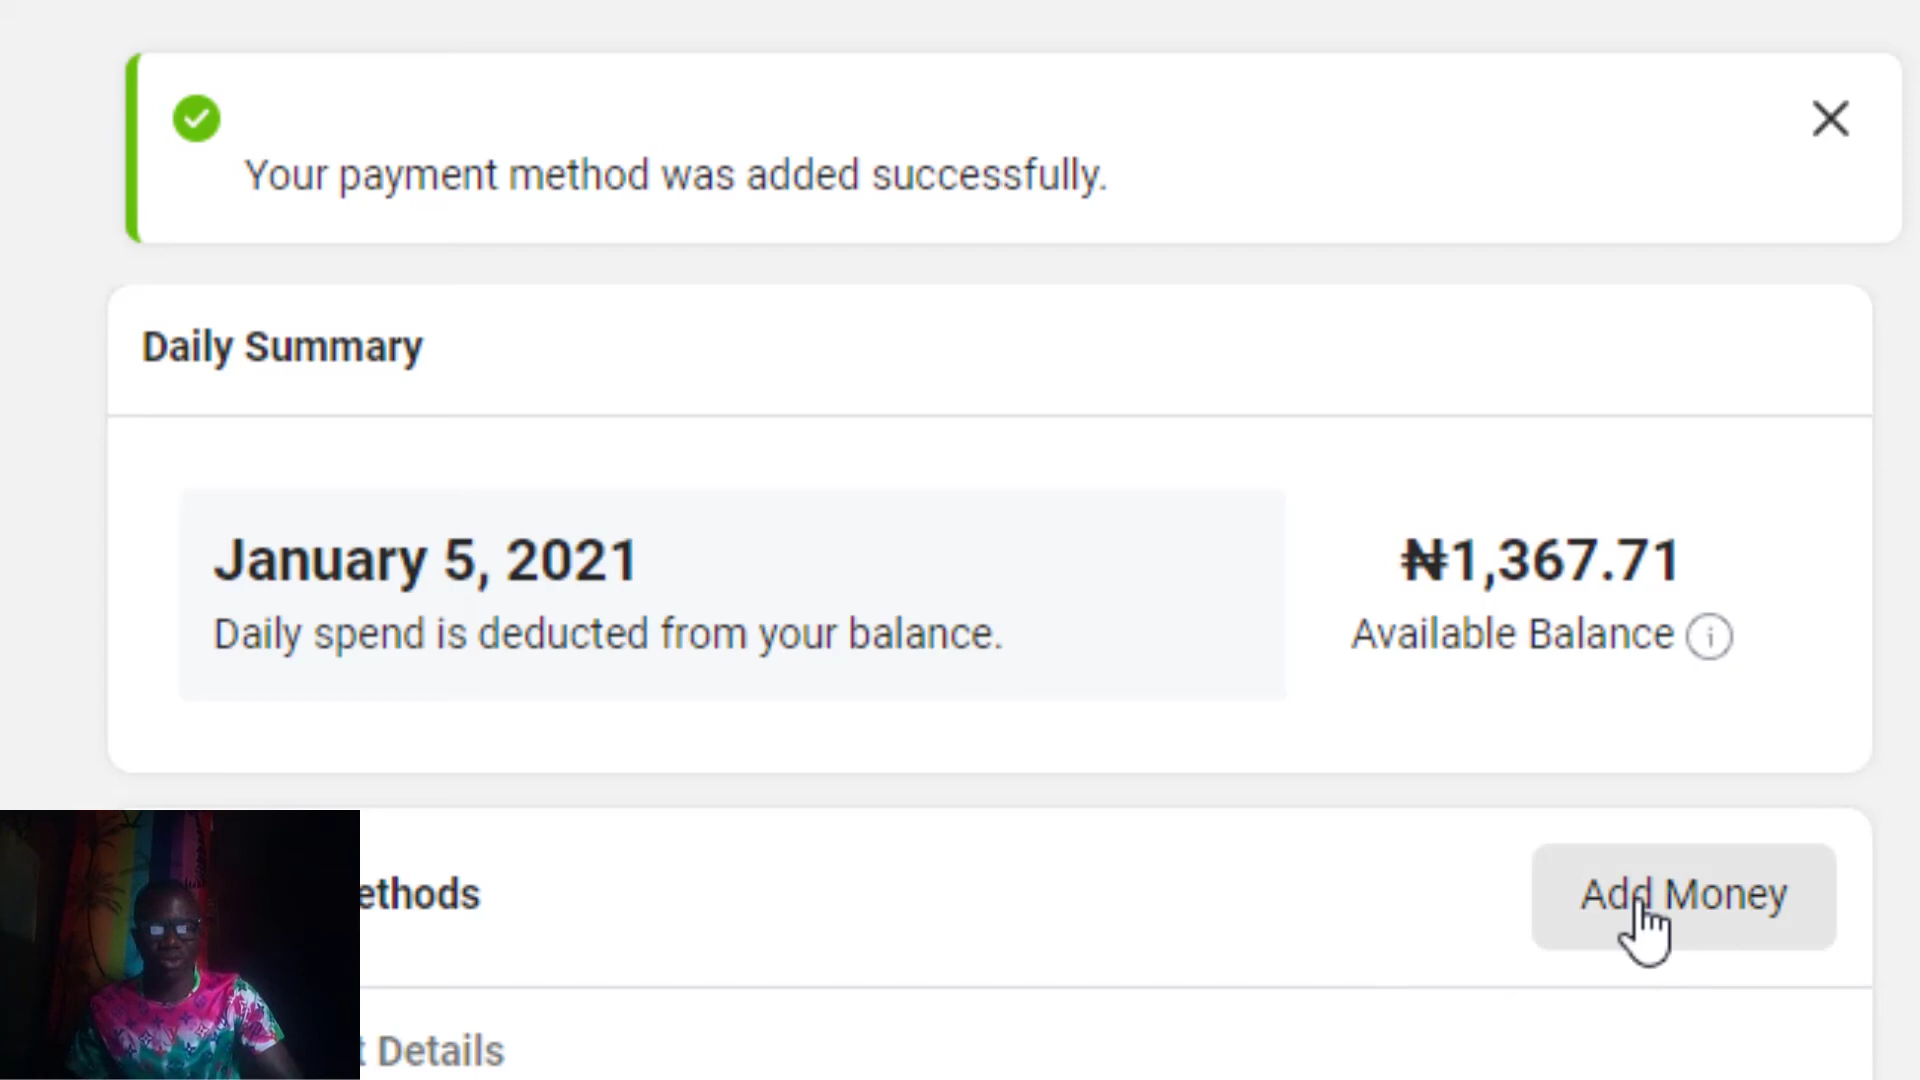 Your payment method was added successfully.
Daily Summary
January 5, 2021
Daily spend is deducted from your balance.
₦1,367.71
Available Balance
ethods
Add Money
t Details